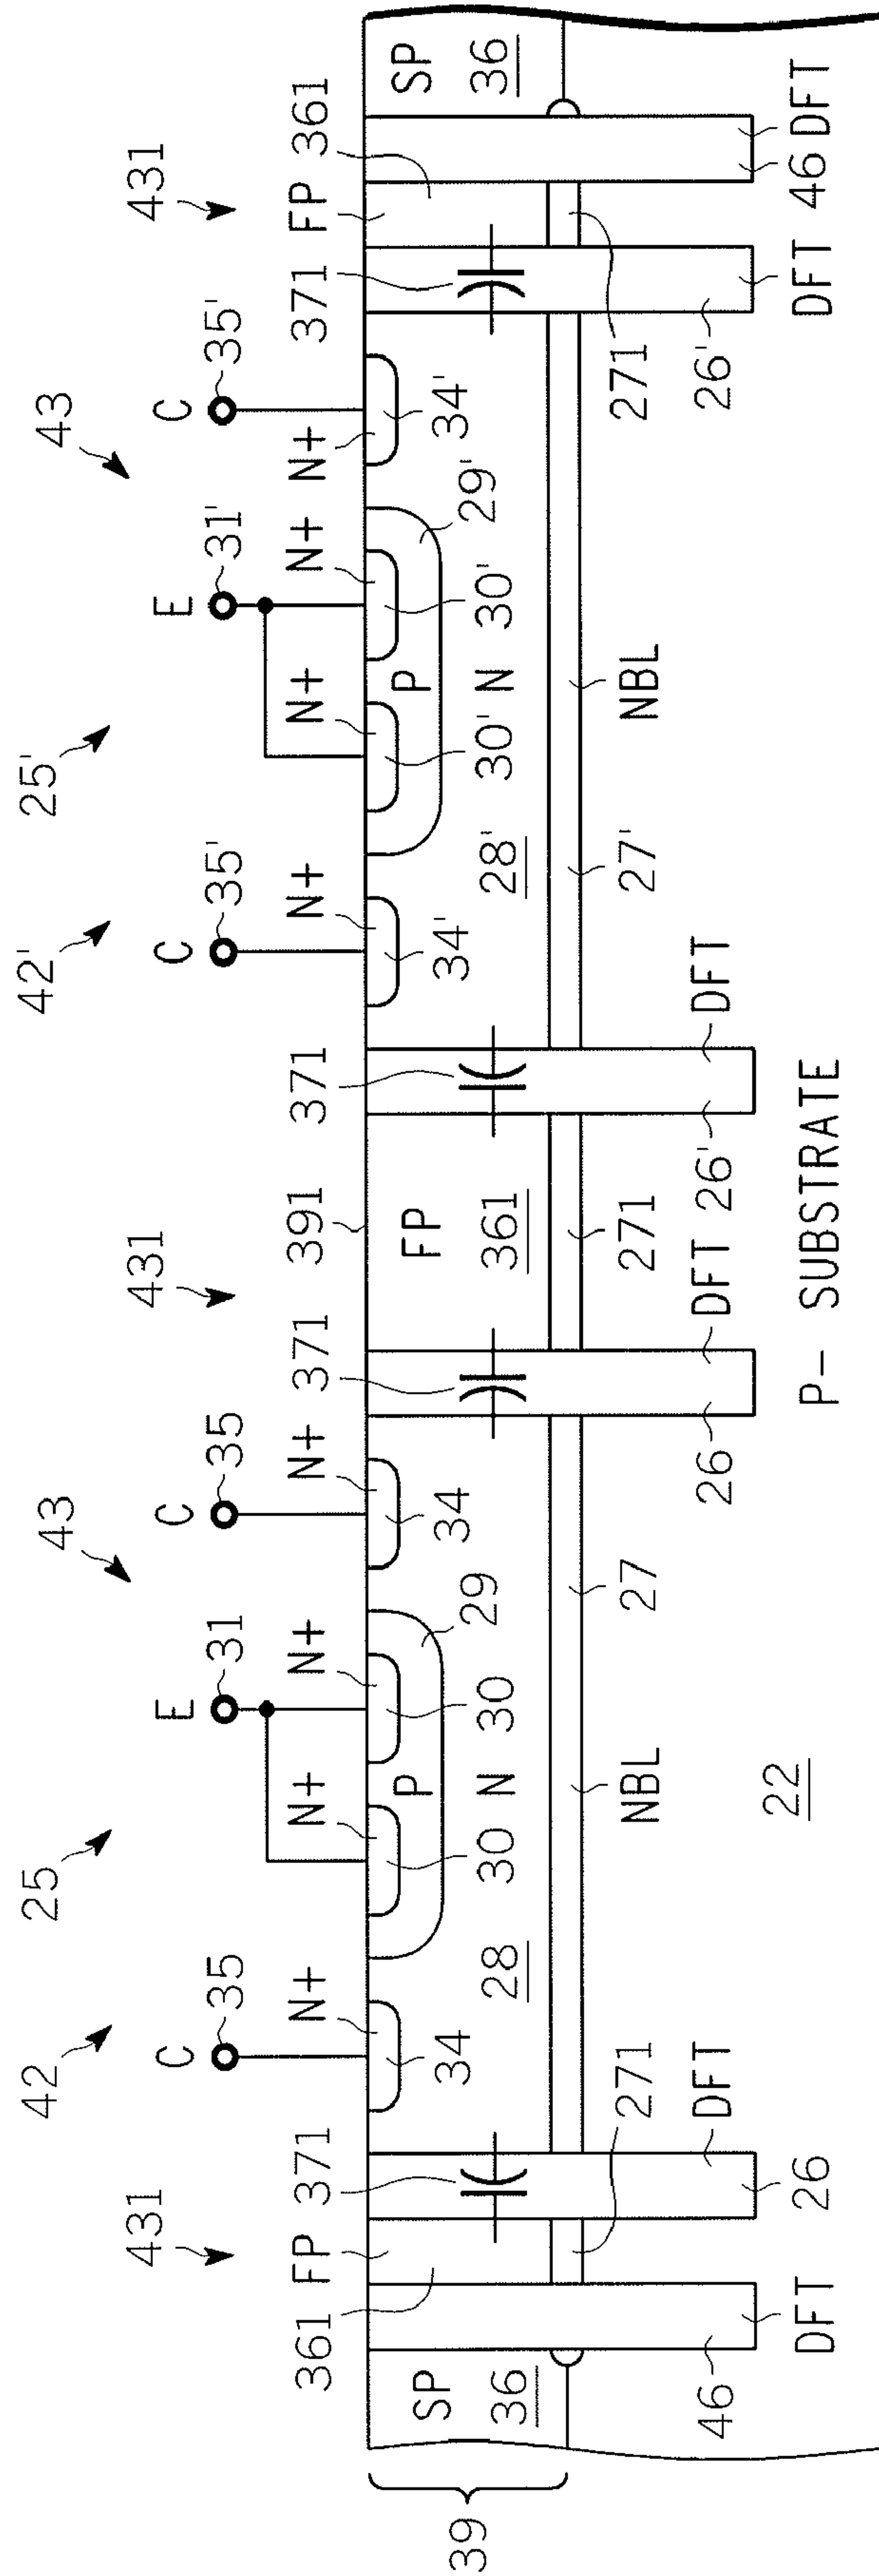 42 25 42' 25'
43 43
431 431 431
C E C C E C
35 31 35 35' 31' 35'
361 FP 371 N+ N+ N+ N+ 371 391 371 N+ N+ N+ N+ 371 FP 361
SP P FP P SP
34 29 34 34' 29' 34'
39 36 28 30 N 30 361 28' 30' N 30' 36
271 NBL 27 271 27' NBL 271
46 DFT 26 DFT 26' DFT 26'
DFT 26 22 P– SUBSTRATE DFT 46 DFT